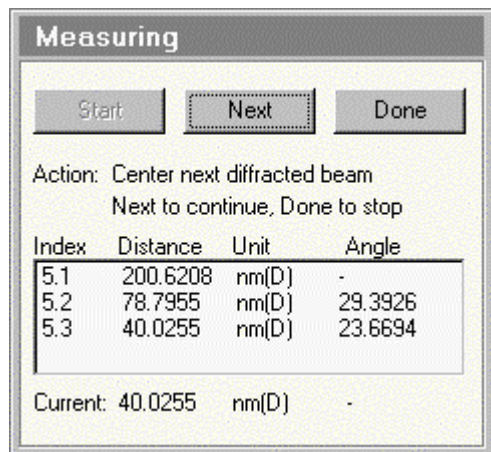 Measuring
Start Next Done
Action: Center next diffracted beam
Next to continue, Done to stop
Index Distance Unit Angle
5.1 200.6208 nm(D) -
5.2 78.7955 nm(D) 29.3926
5.3 40.0255 nm(D) 23.6694
Current: 40.0255 nm(D) -